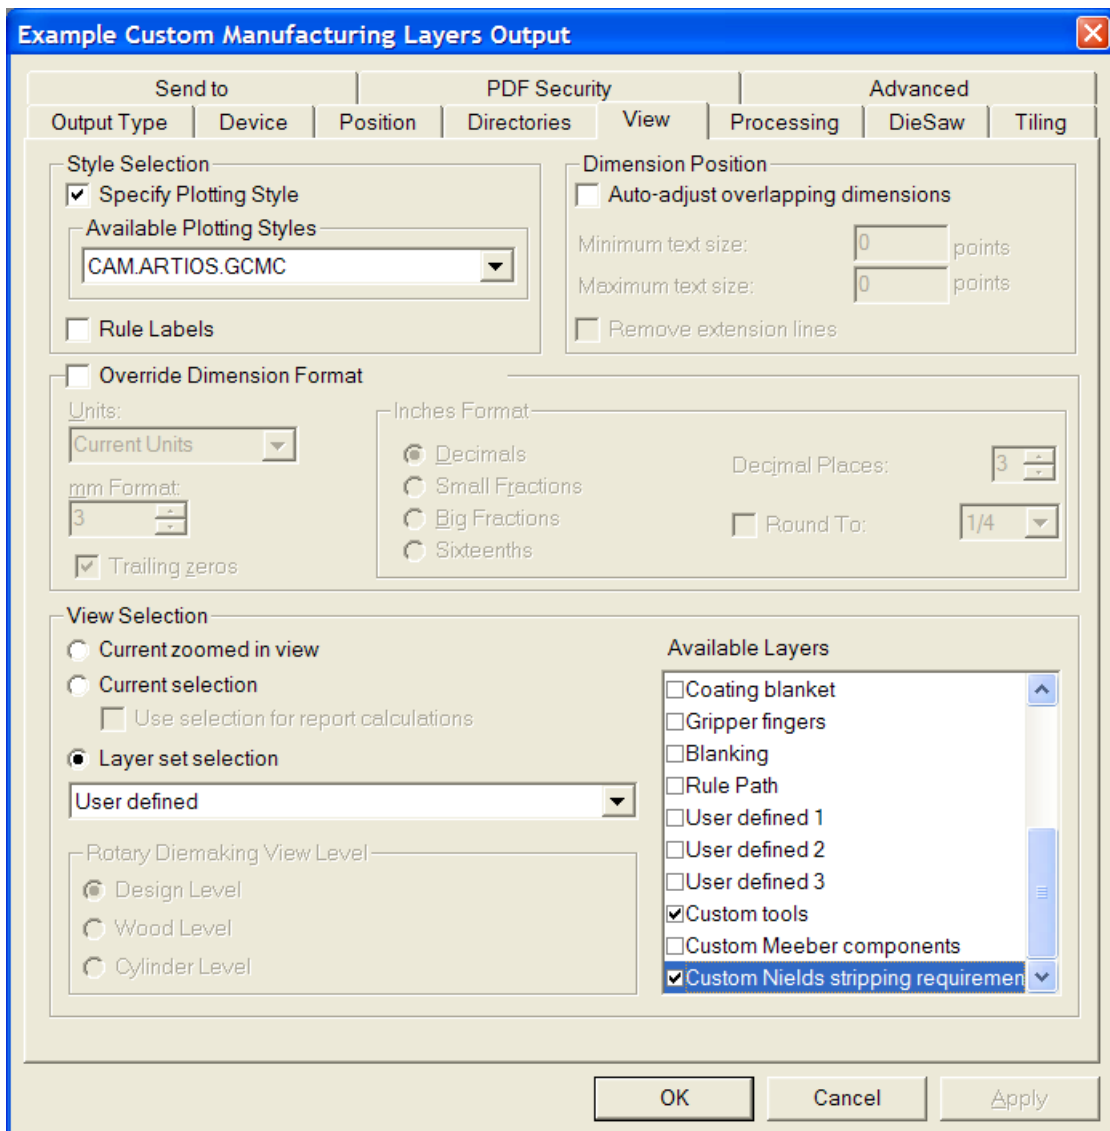 Example Custom Manufacturing Layers Output
Send to PDF Security Advanced
Output Type Device Position Directories View Processing DieSaw Tiling
Style Selection
Specify Plotting Style
Available Plotting Styles
CAM.ARTIOS.GCMC
Rule Labels
Dimension Position
Auto-adjust overlapping dimensions
Minimum text size: 0 points
Maximum text size: 0 points
Remove extension lines
Override Dimension Format
Units:
Current Units
mm Format:
3
Trailing zeros
Inches Format
Decimals
Small Fractions
Big Fractions
Sixteenths
Decimal Places: 3
Round To: 1/4
View Selection
Current zoomed in view
Current selection
Use selection for report calculations
Layer set selection
User defined
Rotary Diemaking View Level
Design Level
Wood Level
Cylinder Level
Available Layers
Coating blanket
Gripper fingers
Blanking
Rule Path
User defined 1
User defined 2
User defined 3
Custom tools
Custom Meeber components
Custom Nields stripping requiremen
OK Cancel Apply